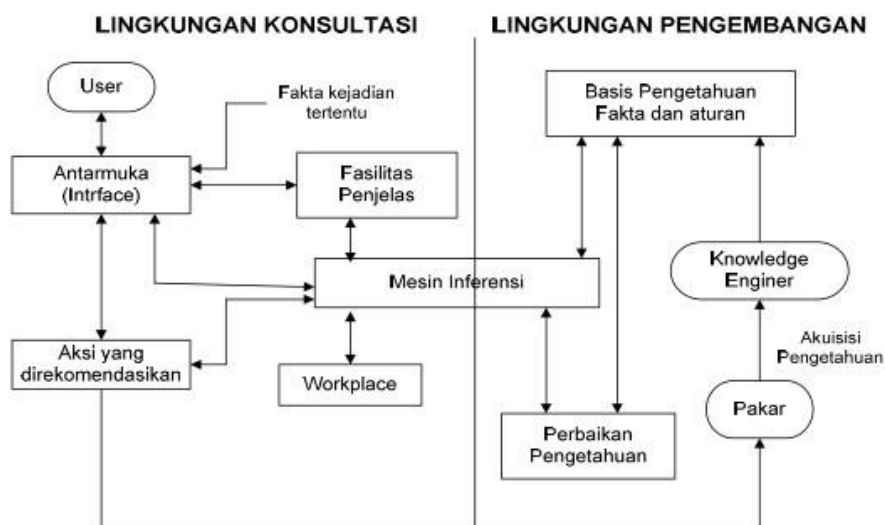 LINGKUNGAN KONSULTASI
LINGKUNGAN PENGEMBANGAN
User
Fakta kejadian
tertentu
Basis Pengetahuan
Fakta dan aturan
Antarmuka
(Intrface)
Fasilitas
Penjelas
Mesin Inferensi
Knowledge
Enginer
Aksi yang
direkomendasikan
Workplace
Akuisisi
Pengetahuan
Pakar
Perbaikan
Pengetahuan